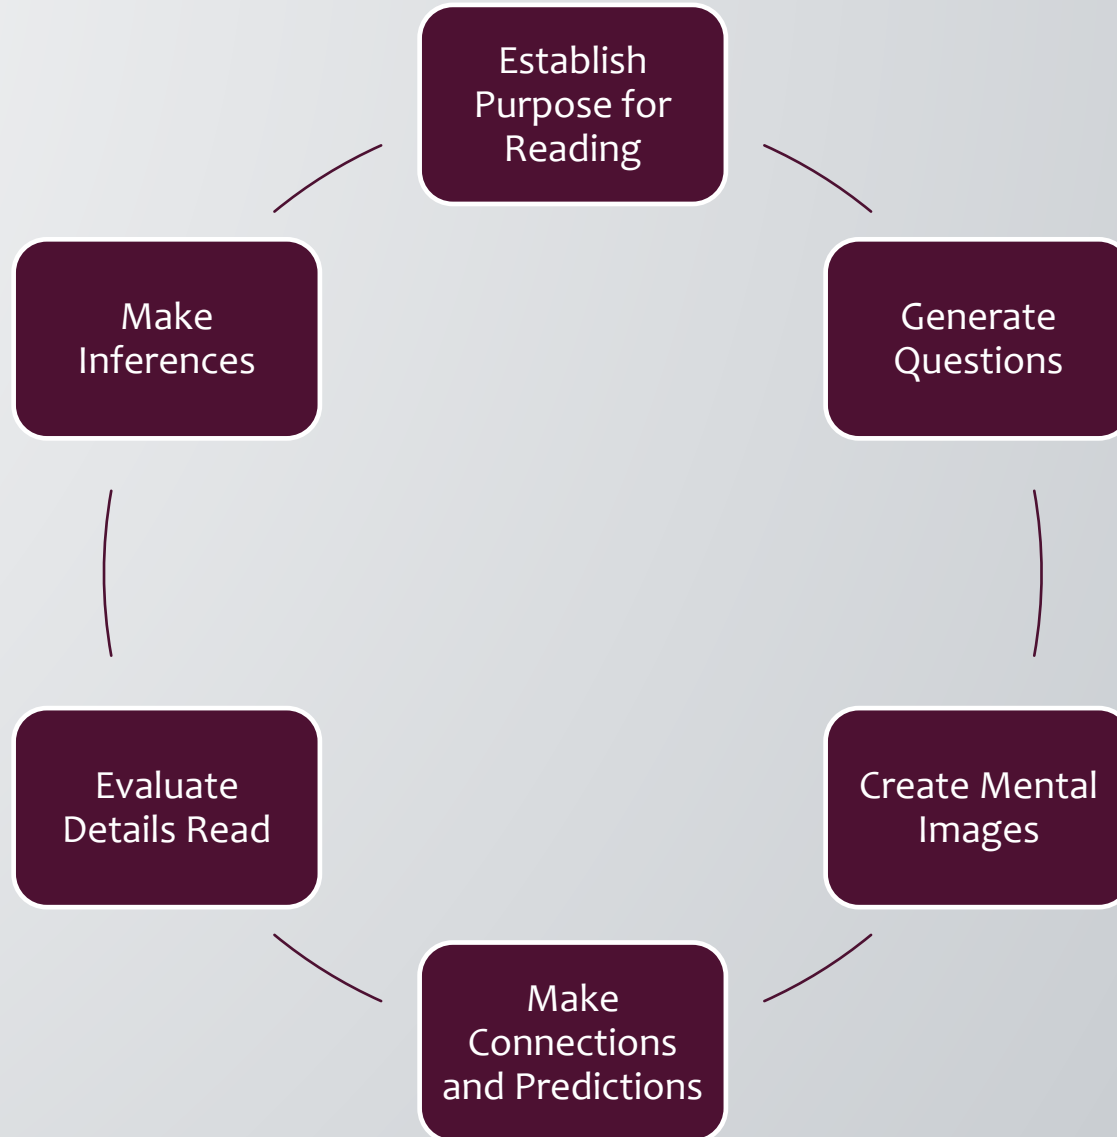 Establish
Purpose for
Reading
Generate
Questions
Create Mental
Images
Make
Connections
and Predictions
Evaluate
Details Read
Make
Inferences